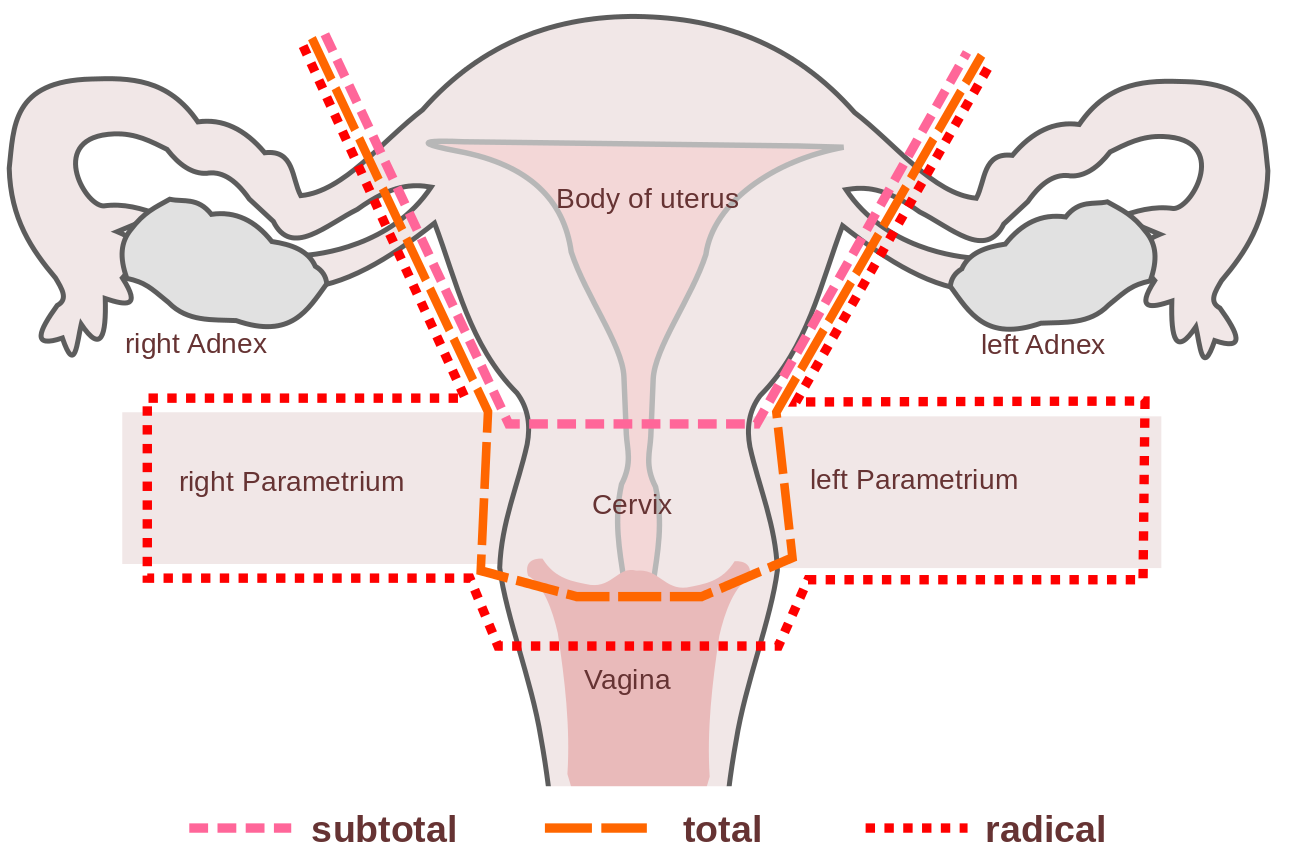 Body of uterus
right Adnex
left Adnex
right Parametrium
left Parametrium
Cervix
Vagina
subtotal total radical